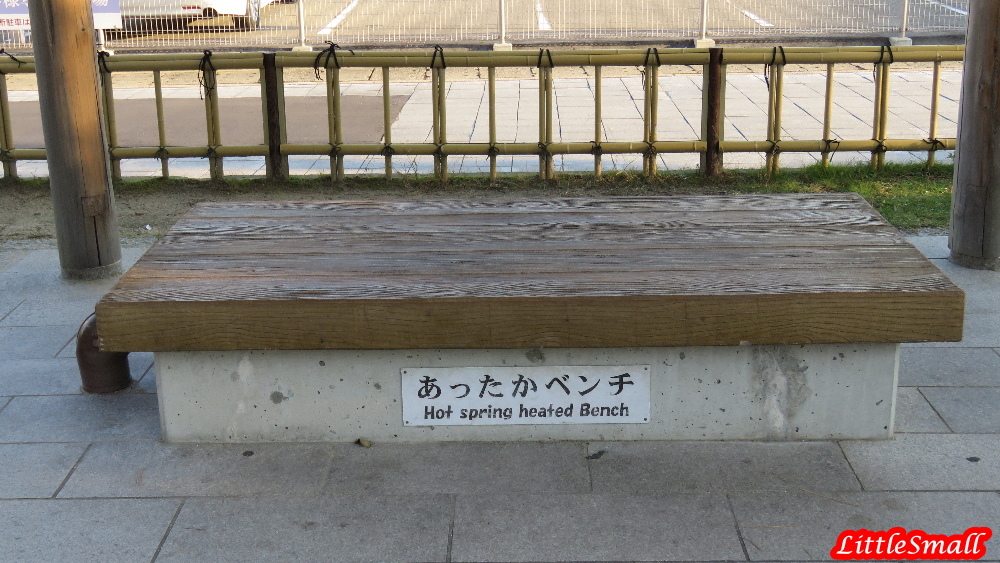 あったかベンチ
Hot spring heated Bench
LittleSmall